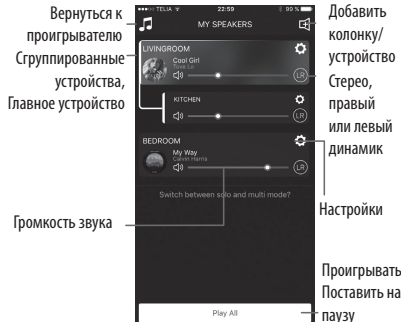 Вернуться к
проигрывателю
Сгруппированные
устройства,
Главное устройство
Громкость звука
TELIA 22:59 90 %
MY SPEAKERS
LIVINGROOM
Cool Girl
Tove Lo
LR
KITCHEN
LR
BEDROOM
My Way
Calvin Harris
LR
Switch between solo and multi mode?
Play All
Добавить
колонку/
устройство
Стерео,
правый
или левый
динамик
Настройки
Проигрывать
Поставить на
паузу